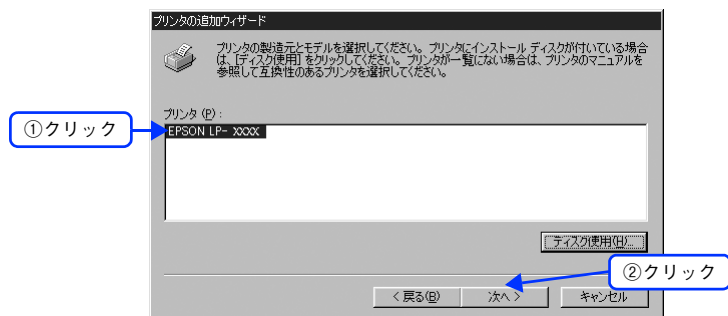 プリンタの追加ウィザード
プリンタの製造元とモデルを選択してください。プリンタにインストール ディスクが付いている場合
は、[ディスク使用] をクリックしてください。プリンタが一覧にない場合は、プリンタのマニュアルを
参照して互換性のあるプリンタを選択してください。
プリンタ (P) :
①クリック
EPSON LP- XXXX
ディスク使用(H)...
②クリック
< 戻る(B)
次へ >
キャンセル